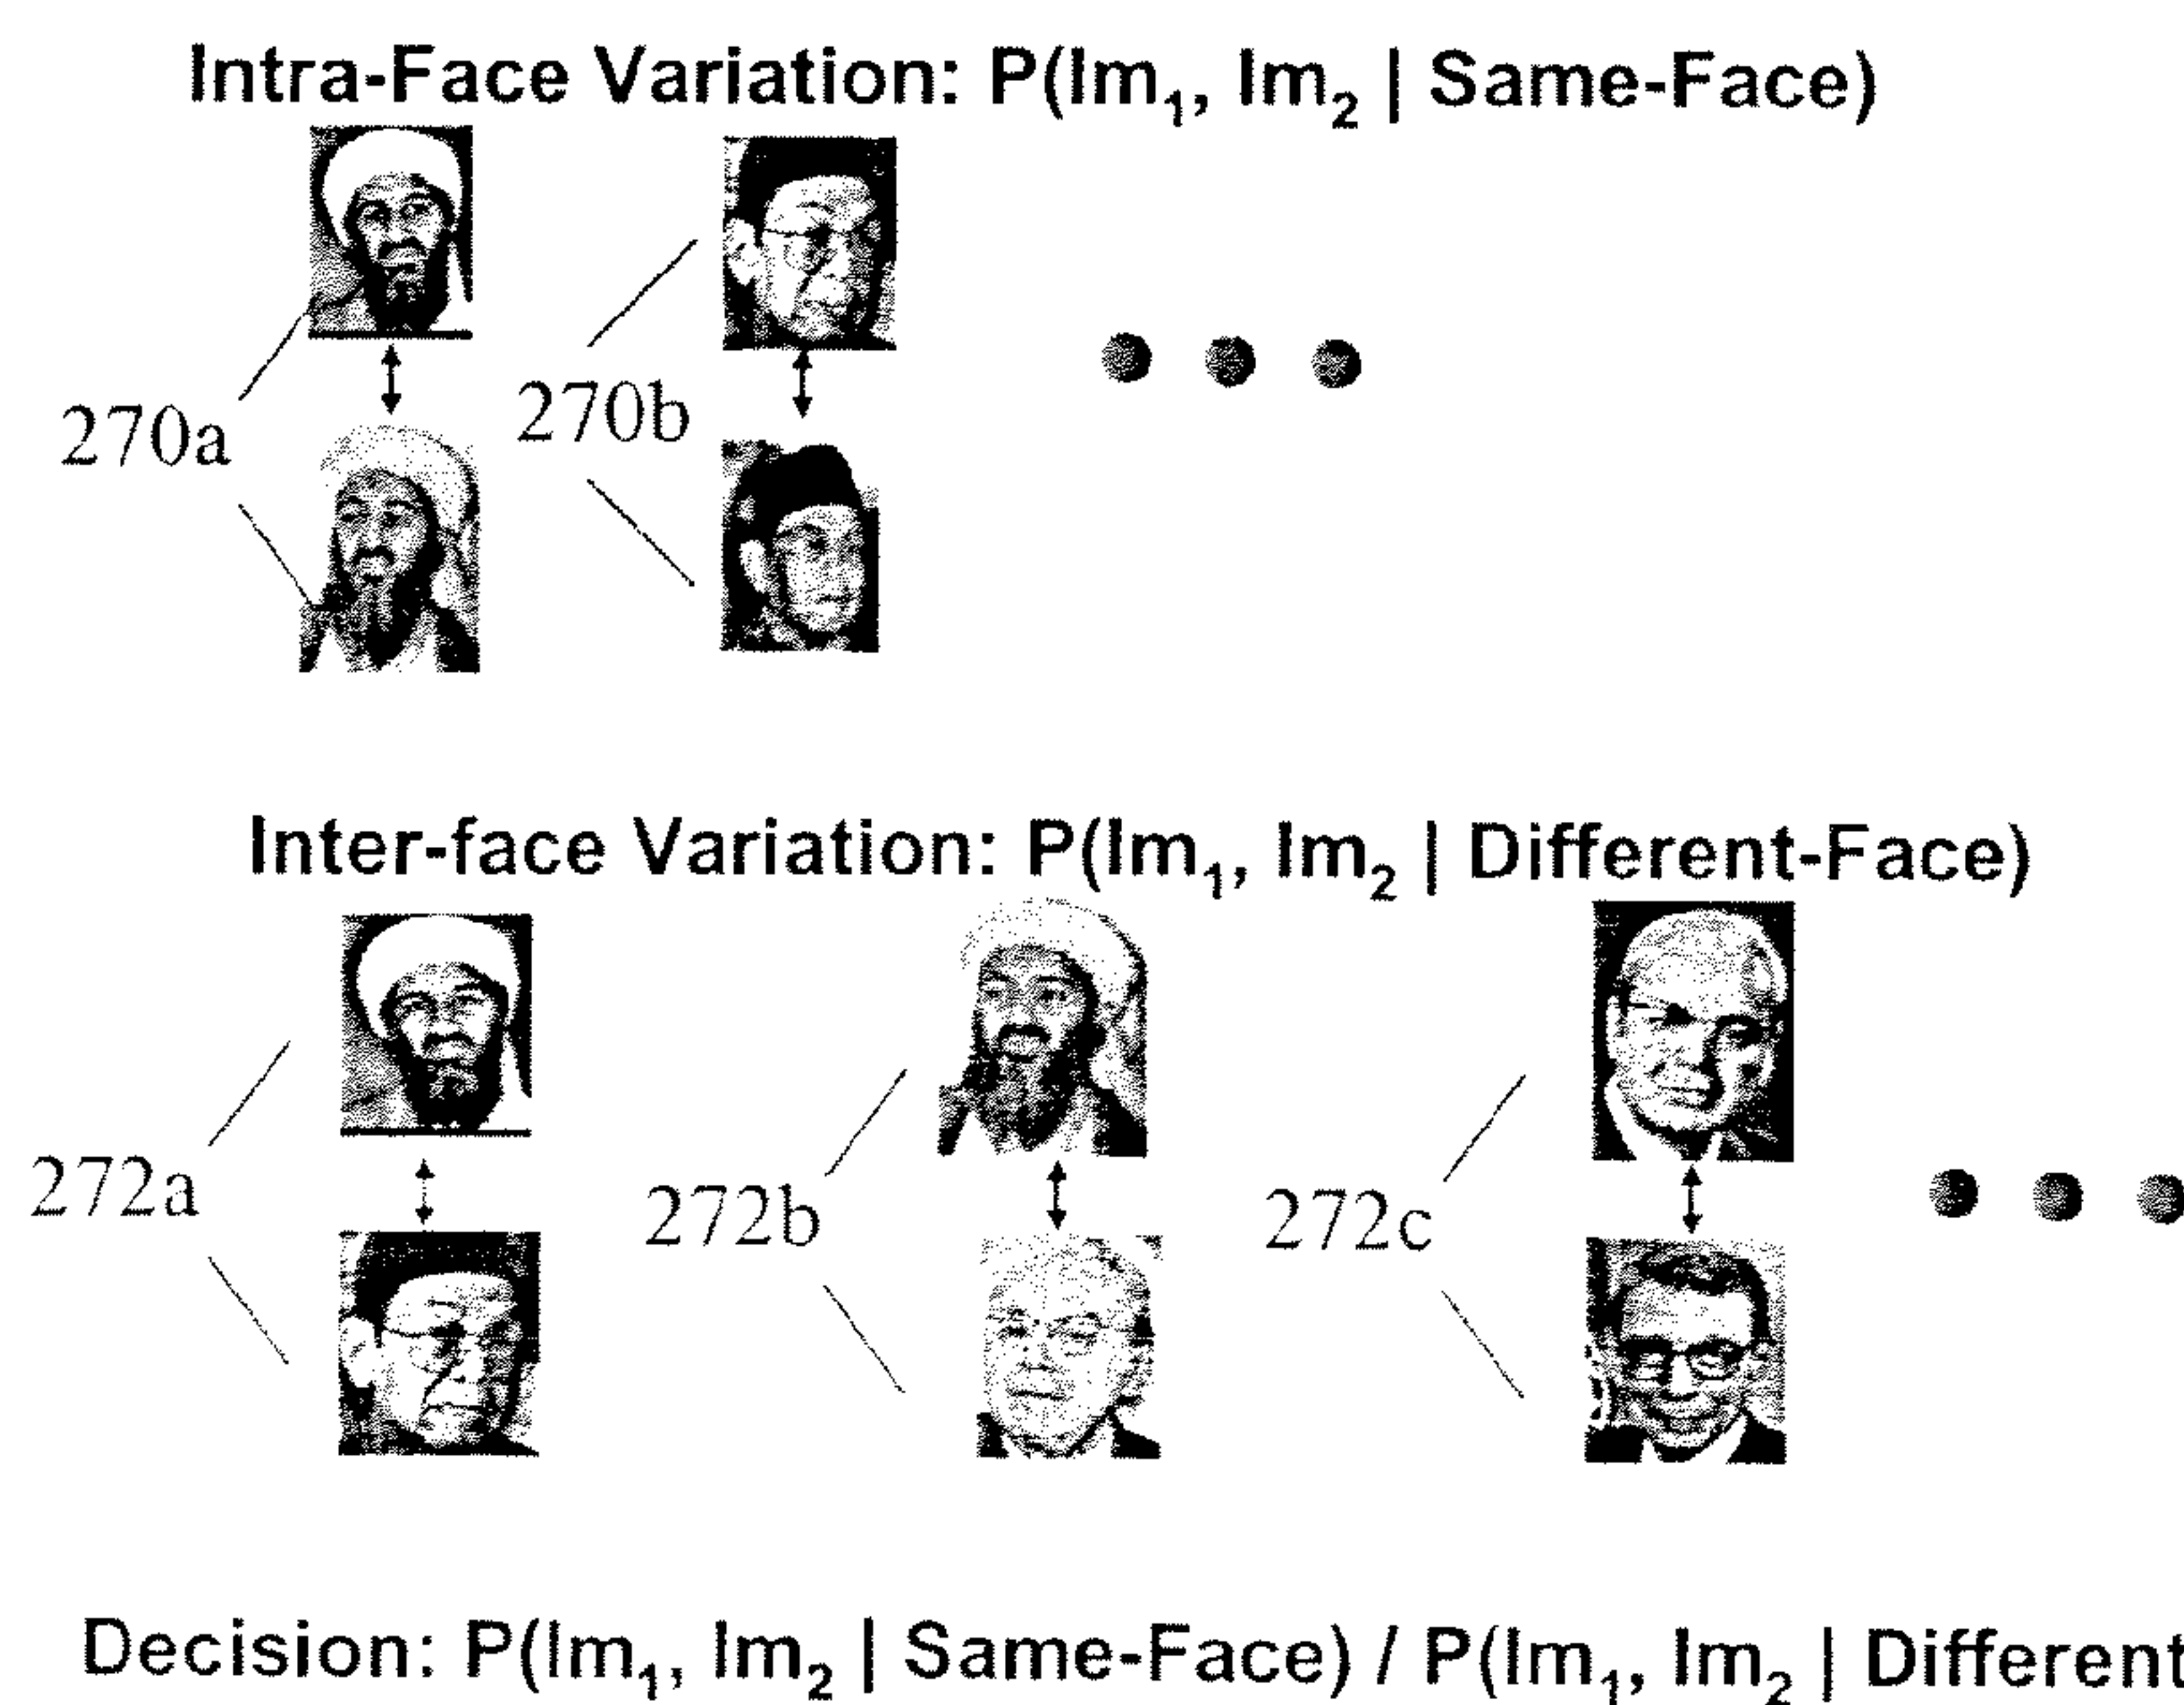 Intra-Face Variation: P(Im₁, Im₂ | Same-Face)
270a
270b
Inter-face Variation: P(Im₁, Im₂ | Different-Face)
272a
272b
272c
Decision: P(Im₁, Im₂ | Same-Face) / P(Im₁, Im₂ | Different